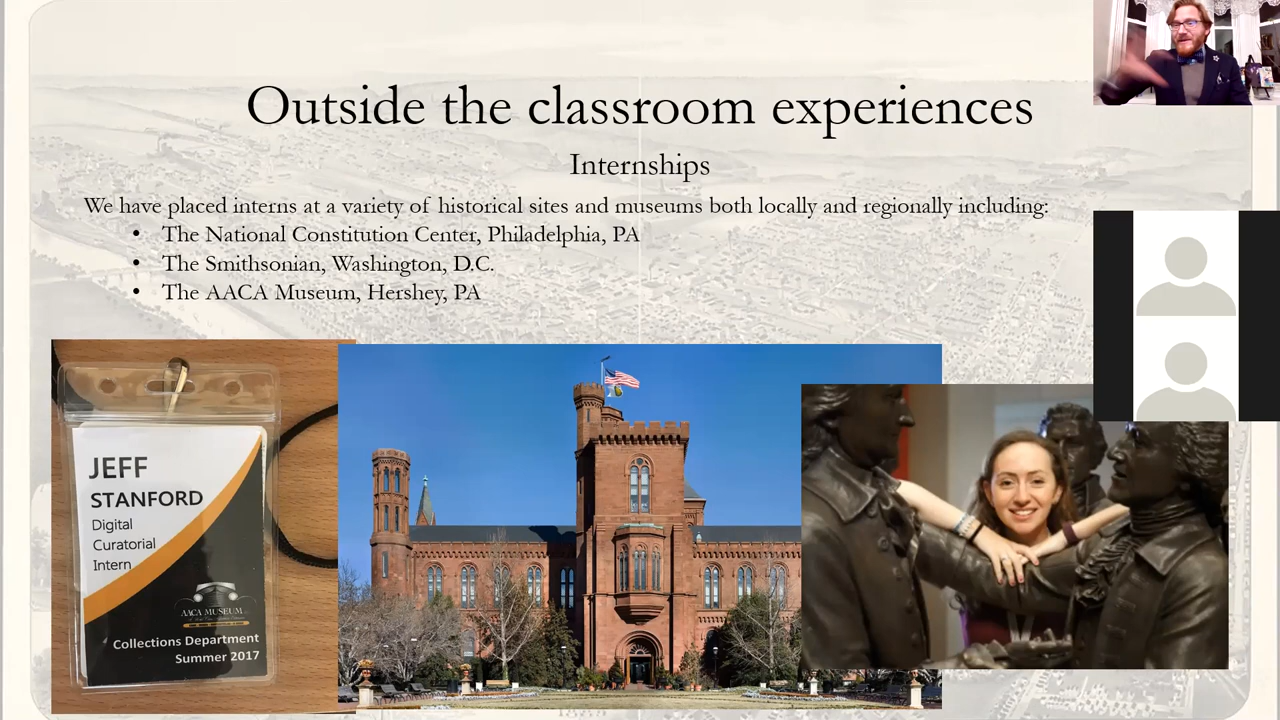 Outside the classroom experiences
Internships
We have placed interns at a variety of historical sites and museums both locally and regionally including:
• The National Constitution Center, Philadelphia, PA
• The Smithsonian, Washington, D.C.
• The AACA Museum, Hershey, PA
JEFF
STANFORD
Digital
Curatorial
Intern
AACA MUSEUM
Collections Department
Summer 2017